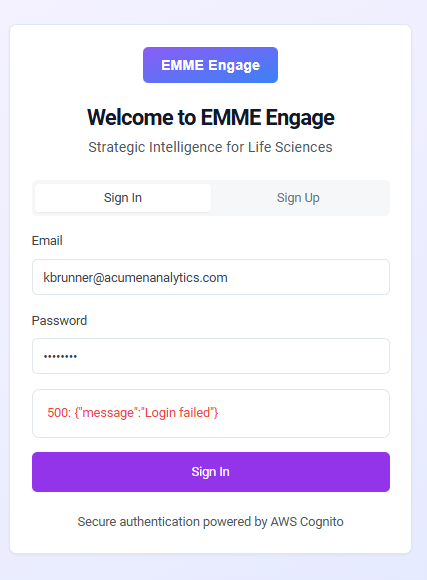 EMME Engage
Welcome to EMME Engage
Strategic Intelligence for Life Sciences
Sign In
Sign Up
Email
kbrunner@acumenanalytics.com
Password
••••••••
500: {"message":"Login failed"}
Sign In
Secure authentication powered by AWS Cognito